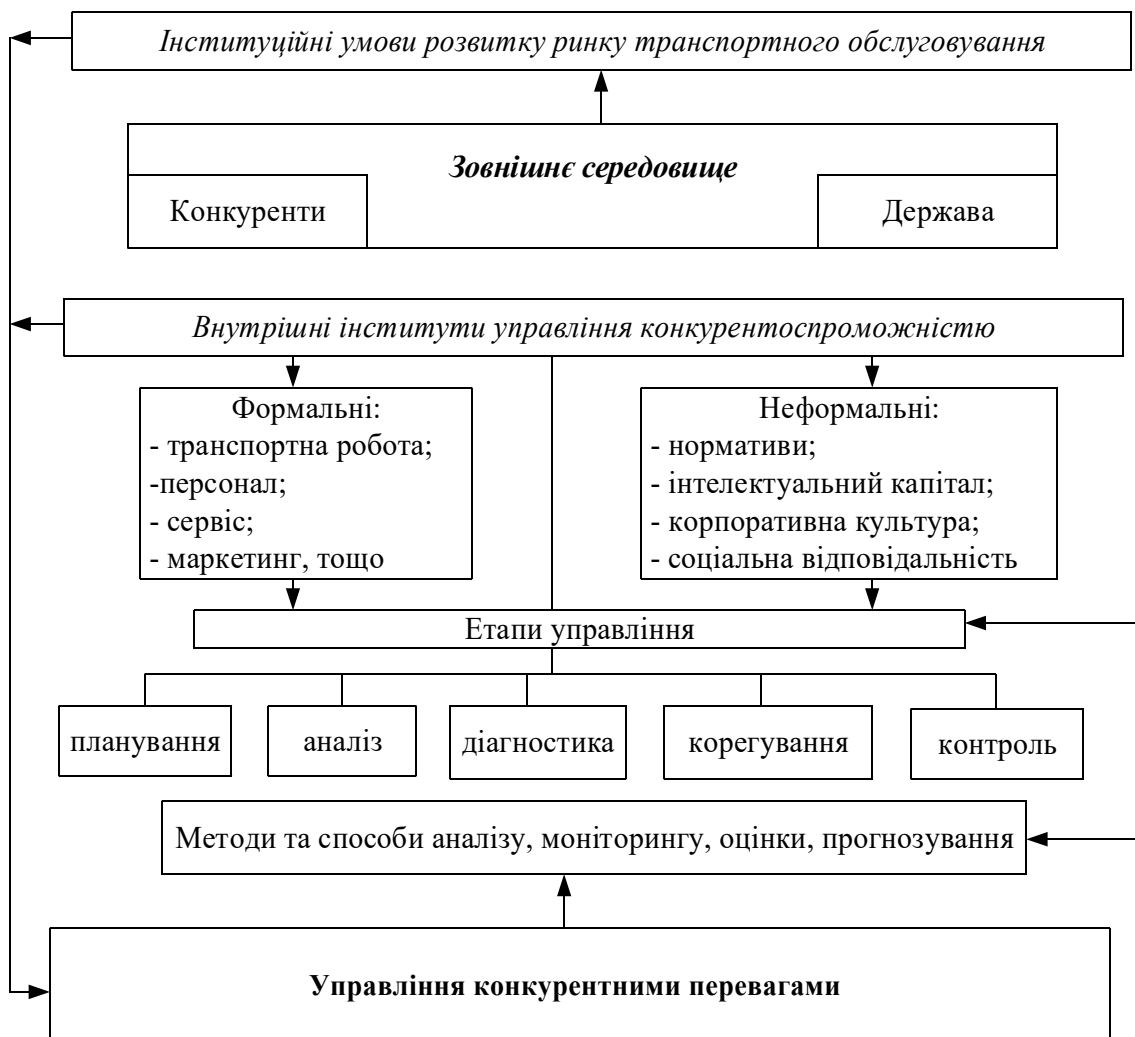 Інституційні умови розвитку ринку транспортного обслуговування
Зовнішнє середовище
Конкуренти
Держава
Внутрішні інститути управління конкурентоспроможністю
Формальні:
- транспортна робота;
-персонал;
- сервіс;
- маркетинг, тощо
Неформальні:
- нормативи;
- інтелектуальний капітал;
- корпоративна культура;
- соціальна відповідальність
Етапи управління
планування
аналіз
діагностика
корегування
контроль
Методи та способи аналізу, моніторингу, оцінки, прогнозування
Управління конкурентними перевагами